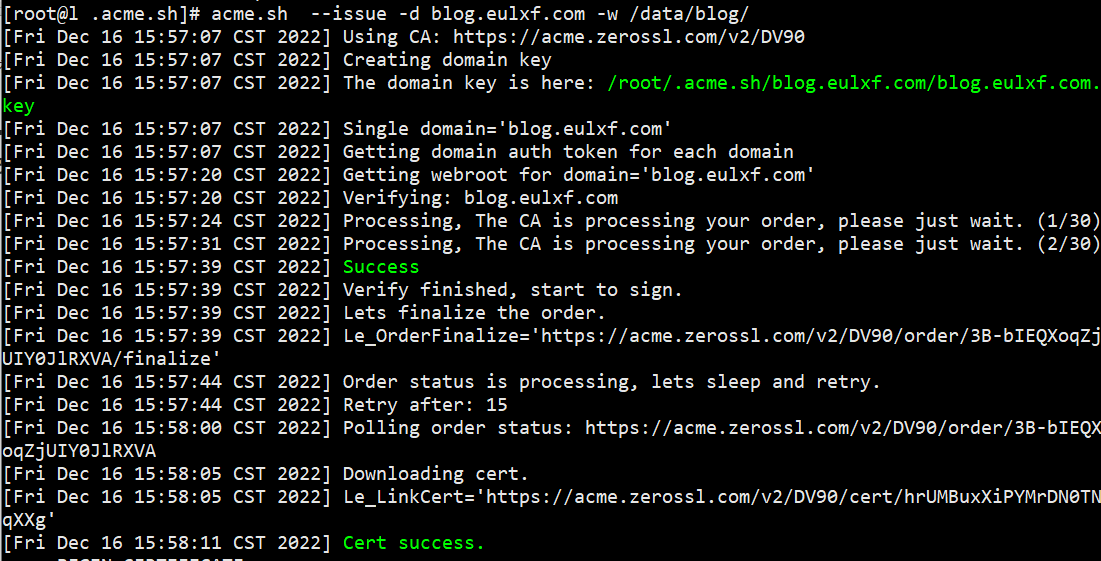 [root@l .acme.sh]# acme.sh  --issue -d blog.eulxf.com -w /data/blog/
[Fri Dec 16 15:57:07 CST 2022] Using CA: https://acme.zerossl.com/v2/DV90
[Fri Dec 16 15:57:07 CST 2022] Creating domain key
[Fri Dec 16 15:57:07 CST 2022] The domain key is here: /root/.acme.sh/blog.eulxf.com/blog.eulxf.com.
key
[Fri Dec 16 15:57:07 CST 2022] Single domain='blog.eulxf.com'
[Fri Dec 16 15:57:07 CST 2022] Getting domain auth token for each domain
[Fri Dec 16 15:57:20 CST 2022] Getting webroot for domain='blog.eulxf.com'
[Fri Dec 16 15:57:20 CST 2022] Verifying: blog.eulxf.com
[Fri Dec 16 15:57:24 CST 2022] Processing, The CA is processing your order, please just wait. (1/30)
[Fri Dec 16 15:57:31 CST 2022] Processing, The CA is processing your order, please just wait. (2/30)
[Fri Dec 16 15:57:39 CST 2022] Success
[Fri Dec 16 15:57:39 CST 2022] Verify finished, start to sign.
[Fri Dec 16 15:57:39 CST 2022] Lets finalize the order.
[Fri Dec 16 15:57:39 CST 2022] Le_OrderFinalize='https://acme.zerossl.com/v2/DV90/order/3B-bIEQXoqZj
UIY0JlRXVA/finalize'
[Fri Dec 16 15:57:44 CST 2022] Order status is processing, lets sleep and retry.
[Fri Dec 16 15:57:44 CST 2022] Retry after: 15
[Fri Dec 16 15:58:00 CST 2022] Polling order status: https://acme.zerossl.com/v2/DV90/order/3B-bIEQX
oqZjUIY0JlRXVA
[Fri Dec 16 15:58:05 CST 2022] Downloading cert.
[Fri Dec 16 15:58:05 CST 2022] Le_LinkCert='https://acme.zerossl.com/v2/DV90/cert/hrUMBuxXiPYMrDN0TN
qXXg'
[Fri Dec 16 15:58:11 CST 2022] Cert success.